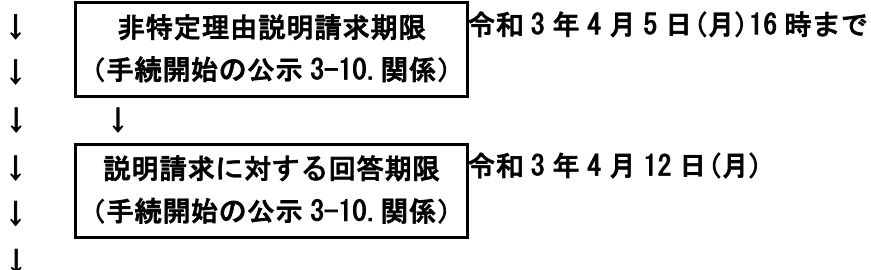 ↓ 非特定理由説明請求期限 令和3年4月5日(月)16時まで
↓ (手続開始の公示3-10.関係)
↓ ↓
↓ 説明請求に対する回答期限 令和3年4月12日(月)
↓ (手続開始の公示3-10.関係)
↓